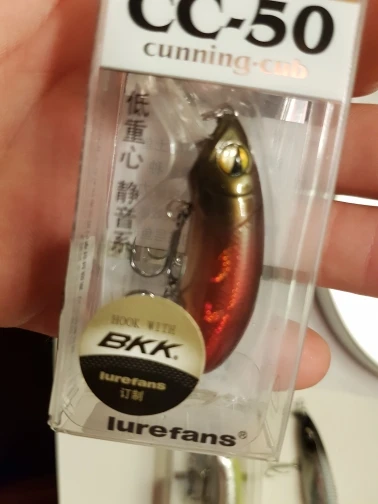 CC-50
cunning-cub
低重心 静音系
HOOK WITH
BKK®
lurefans
订制
lurefans®